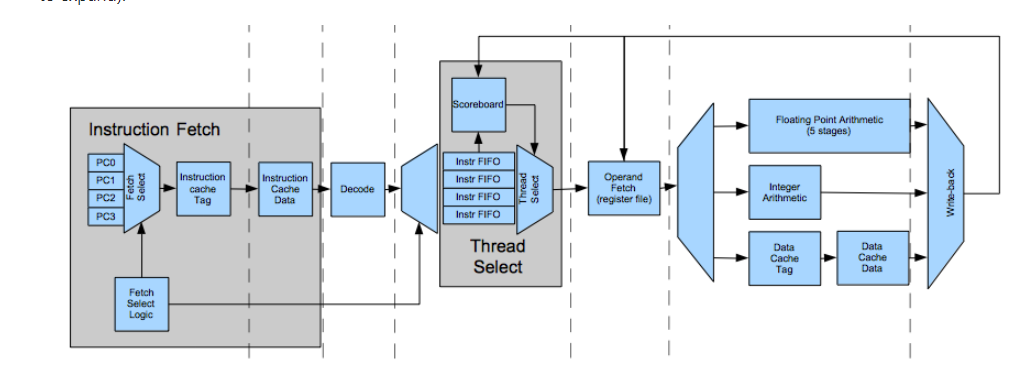 Instruction Fetch
PC0
PC1
PC2
PC3
Fetch
Select
Instruction
cache
Tag
Instruction
Cache
Data
Decode
Fetch
Select
Logic
Scoreboard
Instr FIFO
Instr FIFO
Instr FIFO
Instr FIFO
Thread
Select
Thread
Select
Operand
Fetch
(register file)
Floating Point Arithmetic
(5 stages)
Integer
Arithmetic
Data
Cache
Tag
Data
Cache
Data
Write-back